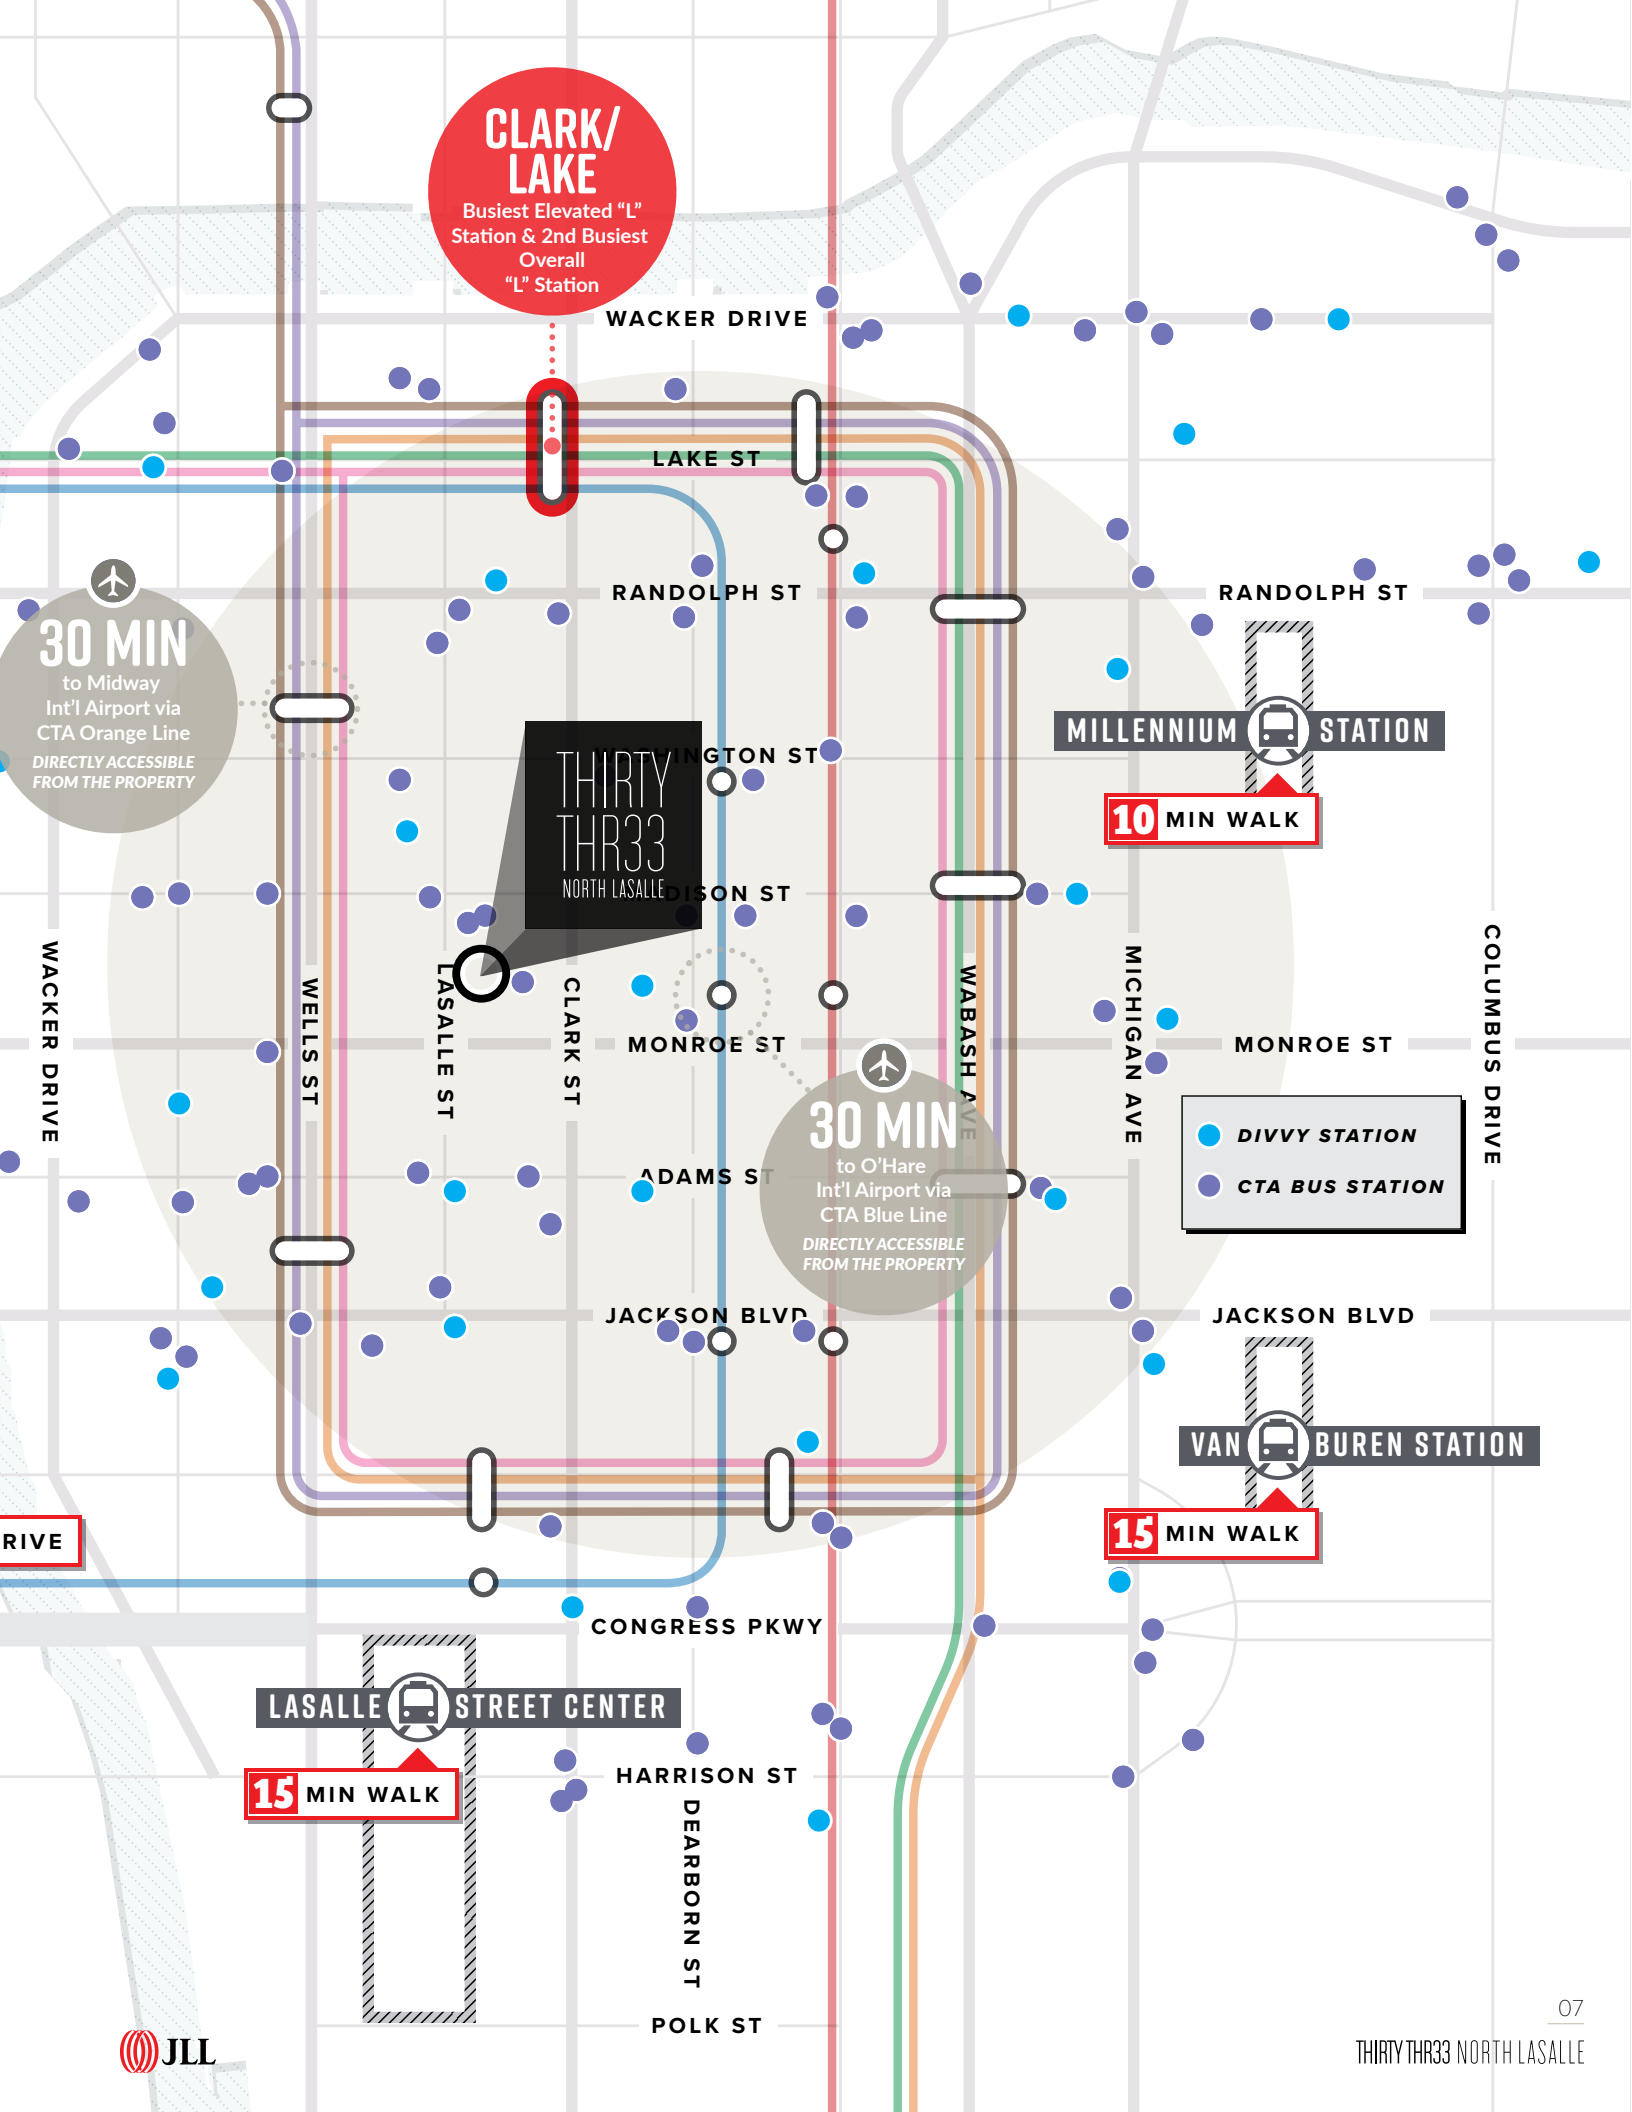 CLARK/
LAKE
Busiest Elevated “L”
Station & 2nd Busiest
Overall
“L” Station
WACKER DRIVE
LAKE ST
RANDOLPH ST
RANDOLPH ST
30 MIN
to Midway
Int’l Airport via
CTA Orange Line
DIRECTLY ACCESSIBLE
FROM THE PROPERTY
MILLENNIUM STATION
10 MIN WALK
WASHINGTON ST
THIRTY
THR33
NORTH LASALLE
MADISON ST
WACKER DRIVE
WELLS ST
LASALLE ST
CLARK ST
WABASH AVE
MICHIGAN AVE
COLUMBUS DRIVE
MONROE ST
MONROE ST
30 MIN
to O’Hare
Int’l Airport via
CTA Blue Line
DIRECTLY ACCESSIBLE
FROM THE PROPERTY
DIVVY STATION
CTA BUS STATION
ADAMS ST
JACKSON BLVD
JACKSON BLVD
VAN BUREN STATION
15 MIN WALK
RIVE
CONGRESS PKWY
LASALLE STREET CENTER
15 MIN WALK
HARRISON ST
DEARBORN ST
POLK ST
JLL
07
THIRTY THR33 NORTH LASALLE